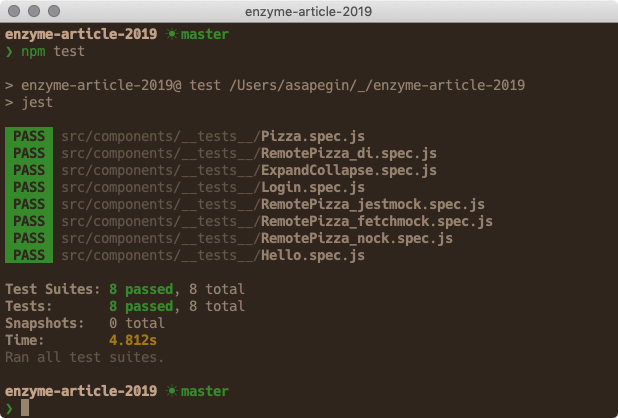 enzyme-article-2019
enzyme-article-2019 ☀master
❯ npm test
> enzyme-article-2019@ test /Users/asapegin/_/enzyme-article-2019
> jest
PASS src/components/__tests__/Pizza.spec.js
PASS src/components/__tests__/RemotePizza_di.spec.js
PASS src/components/__tests__/ExpandCollapse.spec.js
PASS src/components/__tests__/Login.spec.js
PASS src/components/__tests__/RemotePizza_jestmock.spec.js
PASS src/components/__tests__/RemotePizza_fetchmock.spec.js
PASS src/components/__tests__/RemotePizza_nock.spec.js
PASS src/components/__tests__/Hello.spec.js
Test Suites: 8 passed, 8 total
Tests: 8 passed, 8 total
Snapshots: 0 total
Time: 4.812s
Ran all test suites.
enzyme-article-2019 ☀master
❯